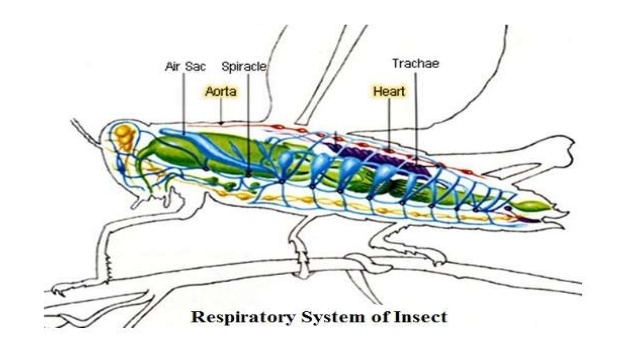 Air Sac Spiracle Trachae
Aorta Heart
Respiratory System of Insect